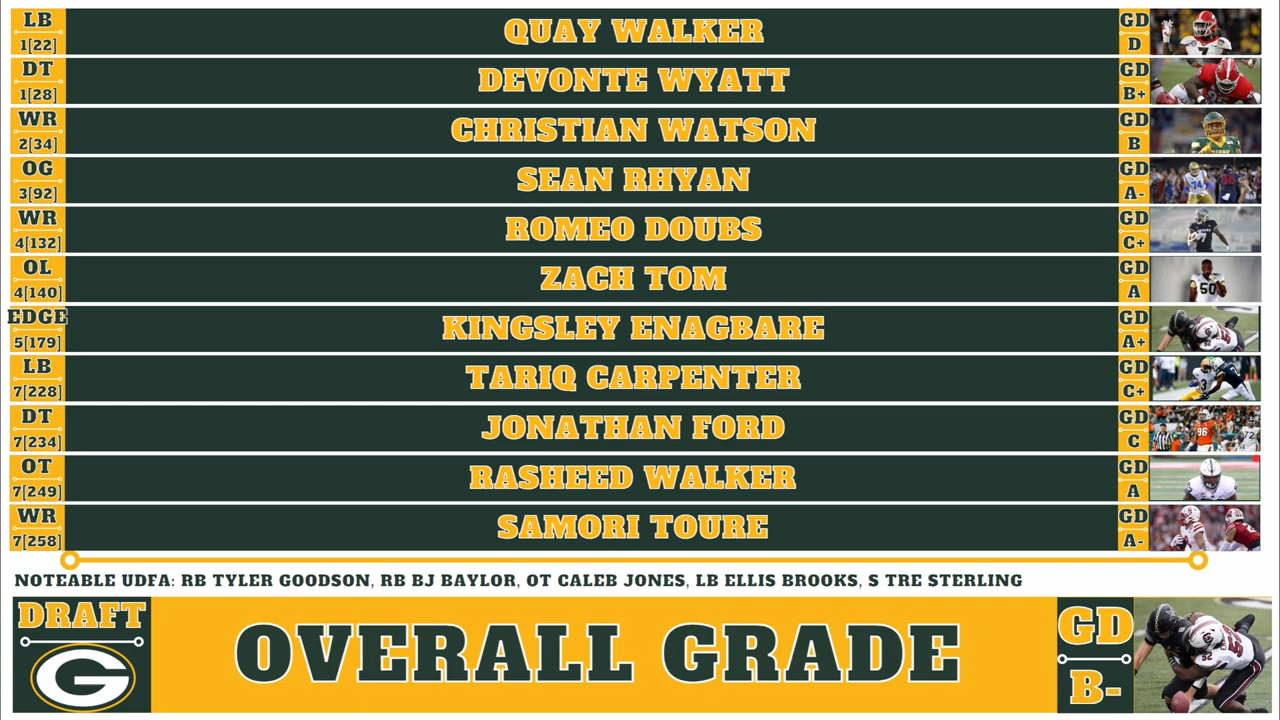 LB
1[22]
QUAY WALKER
GD
D
DT
1[28]
DEVONTE WYATT
GD
B+
WR
2[34]
CHRISTIAN WATSON
GD
B
OG
3[92]
SEAN RHYAN
GD
A-
WR
4[132]
ROMEO DOUBS
GD
C+
OL
4[140]
ZACH TOM
GD
A
50
EDGE
5[179]
KINGSLEY ENAGBARE
GD
A+
LB
7[228]
TARIQ CARPENTER
GD
C+
DT
7[234]
JONATHAN FORD
GD
C
96
72
OT
7[249]
RASHEED WALKER
GD
A
WR
7[258]
SAMORI TOURE
GD
A-
NOTEABLE UDFA: RB TYLER GOODSON, RB BJ BAYLOR, OT CALEB JONES, LB ELLIS BROOKS, S TRE STERLING
DRAFT
G
OVERALL GRADE
GD
B-
52